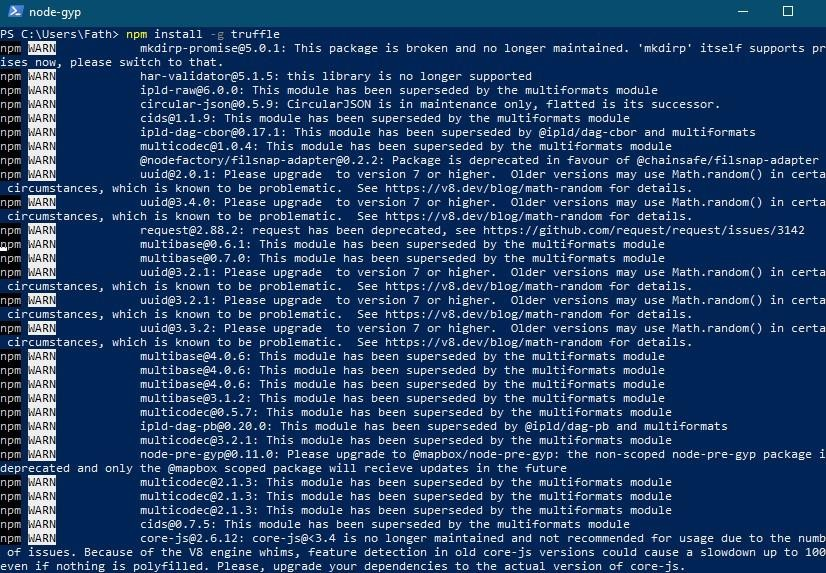 node-gyp
PS C:\Users\Fath> npm install -g truffle
npm WARN mkdirp-promise@5.0.1: This package is broken and no longer maintained. 'mkdirp' itself supports pr
ises now, please switch to that.
npm WARN har-validator@5.1.5: this library is no longer supported
npm WARN ipld-raw@6.0.0: This module has been superseded by the multiformats module
npm WARN circular-json@0.5.9: CircularJSON is in maintenance only, flatted is its successor.
npm WARN cids@1.1.9: This module has been superseded by the multiformats module
npm WARN ipld-dag-cbor@0.17.1: This module has been superseded by @ipld/dag-cbor and multiformats
npm WARN multicodec@1.0.4: This module has been superseded by the multiformats module
npm WARN @nodefactory/filsnap-adapter@0.2.2: Package is deprecated in favour of @chainsafe/filsnap-adapter
npm WARN uuid@2.0.1: Please upgrade  to version 7 or higher.  Older versions may use Math.random() in certa
circumstances, which is known to be problematic.  See https://v8.dev/blog/math-random for details.
npm WARN uuid@3.4.0: Please upgrade  to version 7 or higher.  Older versions may use Math.random() in certa
circumstances, which is known to be problematic.  See https://v8.dev/blog/math-random for details.
npm WARN request@2.88.2: request has been deprecated, see https://github.com/request/request/issues/3142
npm WARN multibase@0.6.1: This module has been superseded by the multiformats module
npm WARN multibase@0.7.0: This module has been superseded by the multiformats module
npm WARN uuid@3.2.1: Please upgrade  to version 7 or higher.  Older versions may use Math.random() in certa
circumstances, which is known to be problematic.  See https://v8.dev/blog/math-random for details.
npm WARN uuid@3.2.1: Please upgrade  to version 7 or higher.  Older versions may use Math.random() in certa
circumstances, which is known to be problematic.  See https://v8.dev/blog/math-random for details.
npm WARN uuid@3.3.2: Please upgrade  to version 7 or higher.  Older versions may use Math.random() in certa
circumstances, which is known to be problematic.  See https://v8.dev/blog/math-random for details.
npm WARN multibase@4.0.6: This module has been superseded by the multiformats module
npm WARN multibase@4.0.6: This module has been superseded by the multiformats module
npm WARN multibase@4.0.6: This module has been superseded by the multiformats module
npm WARN multibase@3.1.2: This module has been superseded by the multiformats module
npm WARN multicodec@0.5.7: This module has been superseded by the multiformats module
npm WARN ipld-dag-pb@0.20.0: This module has been superseded by @ipld/dag-pb and multiformats
npm WARN multicodec@3.2.1: This module has been superseded by the multiformats module
npm WARN node-pre-gyp@0.11.0: Please upgrade to @mapbox/node-pre-gyp: the non-scoped node-pre-gyp package i
deprecated and only the @mapbox scoped package will recieve updates in the future
npm WARN multicodec@2.1.3: This module has been superseded by the multiformats module
npm WARN multicodec@2.1.3: This module has been superseded by the multiformats module
npm WARN multicodec@2.1.3: This module has been superseded by the multiformats module
npm WARN cids@0.7.5: This module has been superseded by the multiformats module
npm WARN core-js@2.6.12: core-js@<3.4 is no longer maintained and not recommended for usage due to the numb
of issues. Because of the V8 engine whims, feature detection in old core-js versions could cause a slowdown up to 100
even if nothing is polyfilled. Please, upgrade your dependencies to the actual version of core-js.